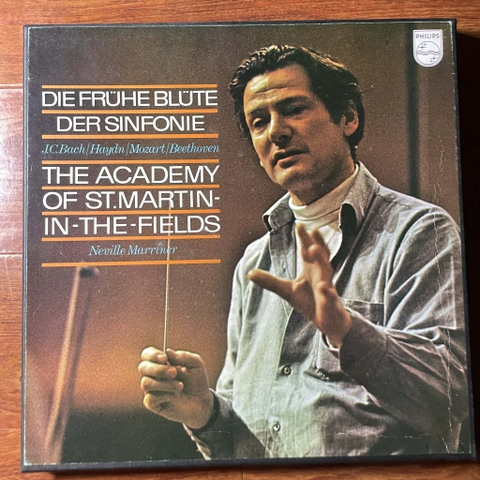 PHILIPS
DIE FRÜHE BLÜTE
DER SINFONIE
J.C.Bach/Haydn/Mozart/Beethoven
THE ACADEMY
OF ST.MARTIN-
IN-THE-FIELDS
Neville Marriner